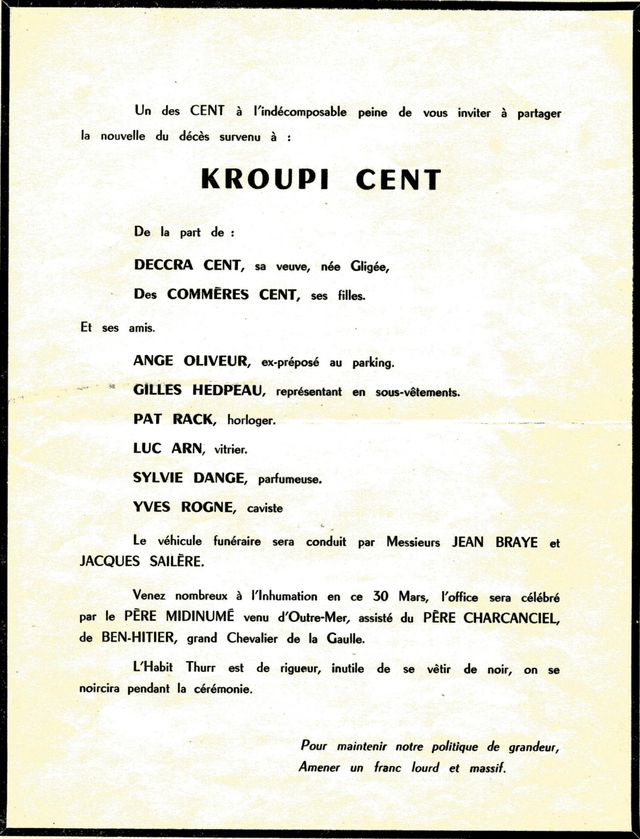 Un des CENT à l'indécomposable peine de vous inviter à partager
la nouvelle du décès survenu à :
KROUPI CENT
De la part de :
DECCRA CENT, sa veuve, née Gligée,
Des COMMÈRES CENT, ses filles.
Et ses amis.
ANGE OLIVEUR, ex-préposé au parking.
GILLES HEDPEAU, représentant en sous-vêtements.
PAT RACK, horloger.
LUC ARN, vitrier.
SYLVIE DANGE, parfumeuse.
YVES ROGNE, caviste
Le véhicule funéraire sera conduit par Messieurs JEAN BRAYE et
JACQUES SAILÈRE.
Venez nombreux à l'Inhumation en ce 30 Mars, l'office sera célébré
par le PÈRE MIDINUMÉ venu d'Outre-Mer, assisté du PÈRE CHARCANCIEL,
de BEN-HITIER, grand Chevalier de la Gaulle.
L'Habit Thurr est de rigueur, inutile de se vêtir de noir, on se
noircira pendant la cérémonie.
Pour maintenir notre politique de grandeur,
Amener un franc lourd et massif.